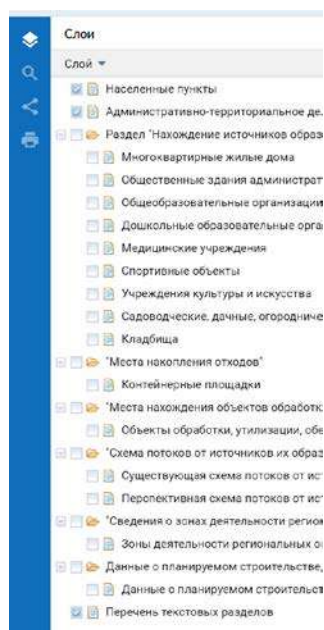 Слои
Слой
Населенные пункты
Административно-территориальное де.
Раздел "Нахождение источников образо
Многоквартирные жилые дома
Общественные здания администрат
Общеобразовательные организации
Дошкольные образовательные орга
Медицинские учреждения
Спортивные объекты
Учреждения культуры и искусства
Садоводческие, дачные, огородниче
Кладбища
"Места накопления отходов"
Контейнерные площадки
"Места нахождения объектов обработк
Объекты обработки, утилизации, обе
"Схема потоков от источников их образ
Существующая схема потоков от ис
Перспективная схема потоков от ис
"Сведения о зонах деятельности регион
Зоны деятельности региональных о
Данные о планируемом строительстве,
Данные о планируемом строительст
Перечень текстовых разделов